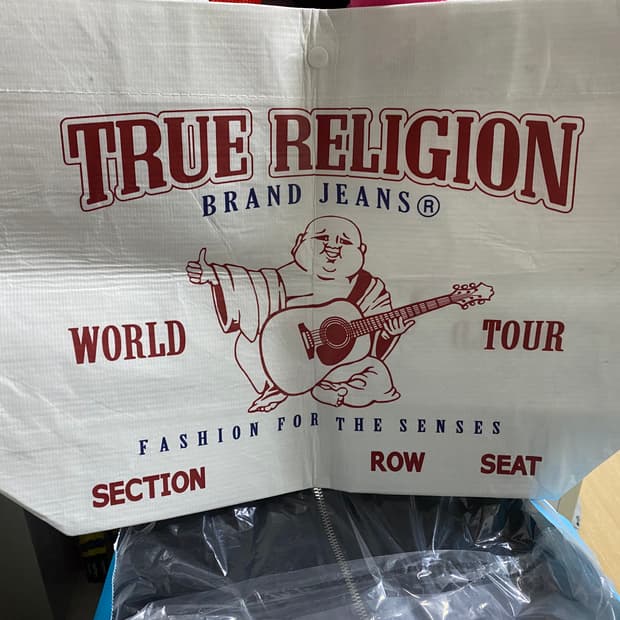 TRUE RELIGION
BRAND JEANS®
WORLD TOUR
FASHION FOR THE SENSES
SECTION ROW SEAT